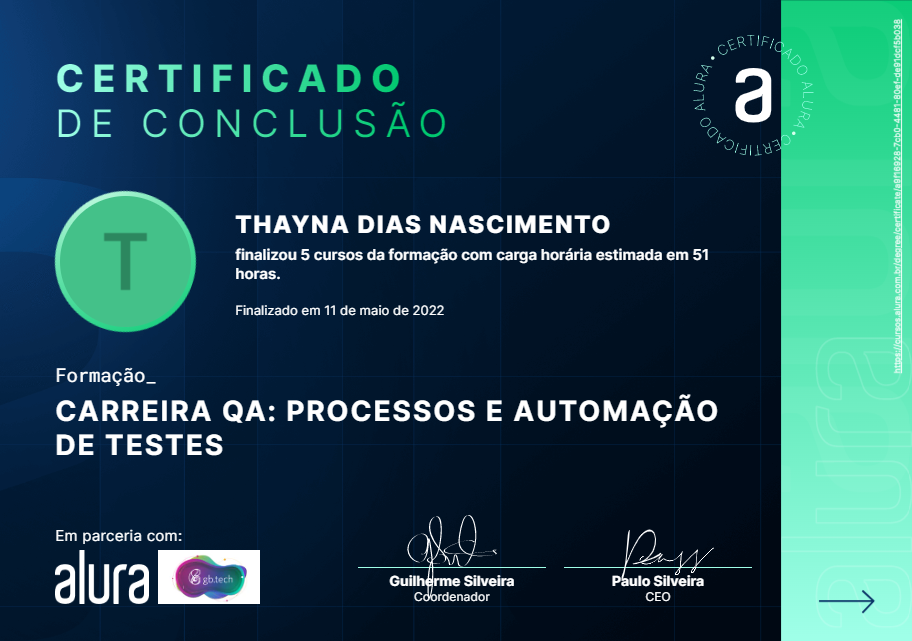 CERTIFICADO
DE CONCLUSÃO
CERTIFICADO ALURA • CERTIFICADO ALURA •
a
T
THAYNA DIAS NASCIMENTO
finalizou 5 cursos da formação com carga horária estimada em 51
horas.
Finalizado em 11 de maio de 2022
Formação_
CARREIRA QA: PROCESSOS E AUTOMAÇÃO
DE TESTES
Em parceria com:
alura
gb.tech
Guilherme Silveira
Coordenador
Paulo Silveira
CEO
alura